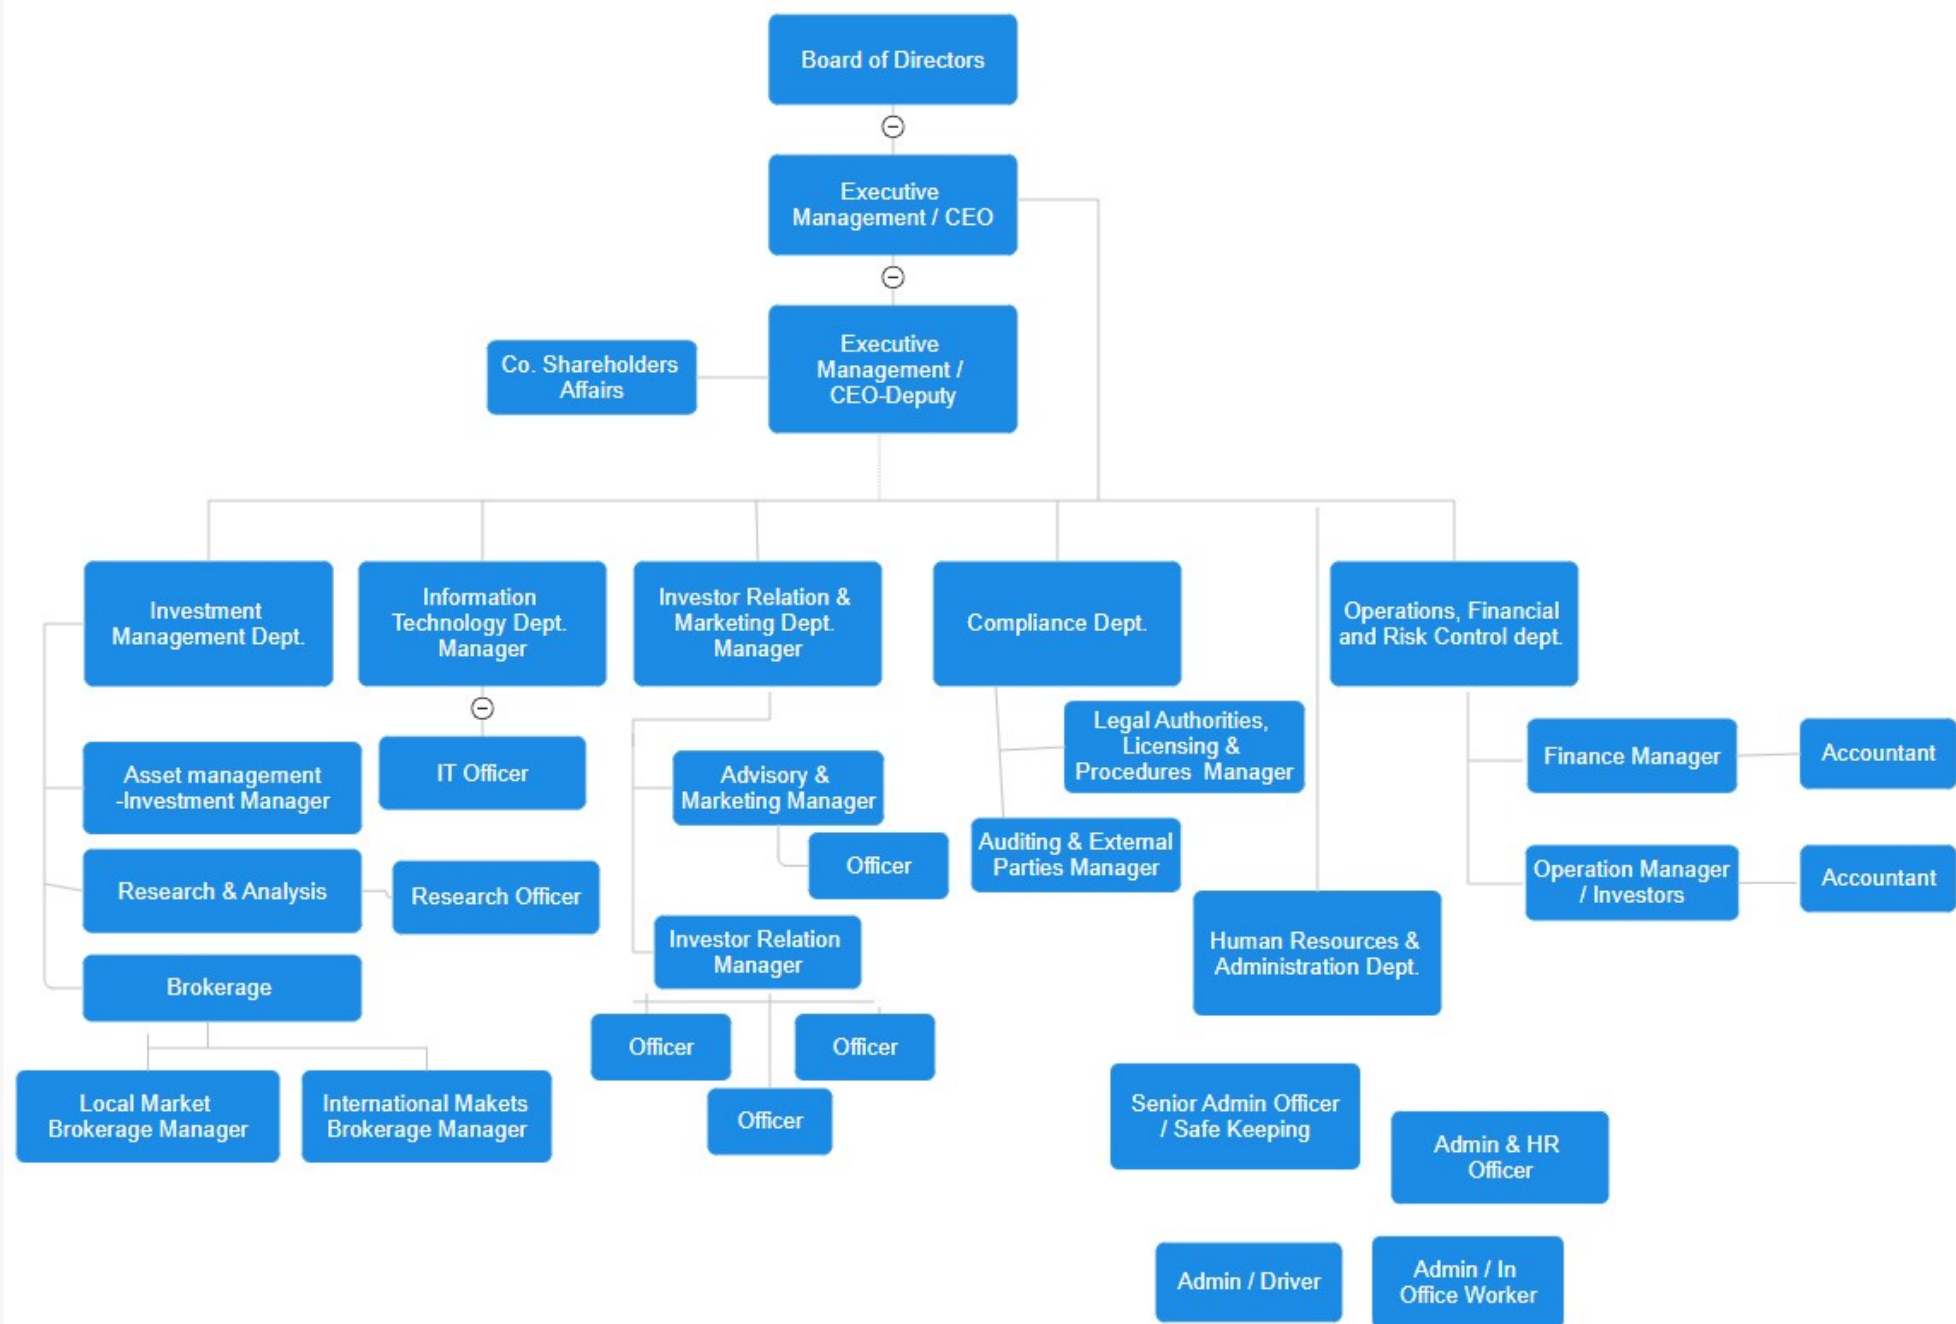 Board of Directors
Executive
Management / CEO
Executive
Management /
CEO-Deputy
Co. Shareholders
Affairs
Investment
Management Dept.
Information
Technology Dept.
Manager
Investor Relation &
Marketing Dept.
Manager
Compliance Dept.
Operations, Financial
and Risk Control dept.
Asset management
-Investment Manager
IT Officer
Advisory &
Marketing Manager
Legal Authorities,
Licensing &
Procedures Manager
Finance Manager
Accountant
Research & Analysis
Research Officer
Officer
Auditing & External
Parties Manager
Operation Manager
/ Investors
Accountant
Brokerage
Investor Relation
Manager
Human Resources &
Administration Dept.
Officer
Officer
Officer
Local Market
Brokerage Manager
International Makets
Brokerage Manager
Senior Admin Officer
/ Safe Keeping
Admin & HR
Officer
Admin / Driver
Admin / In
Office Worker